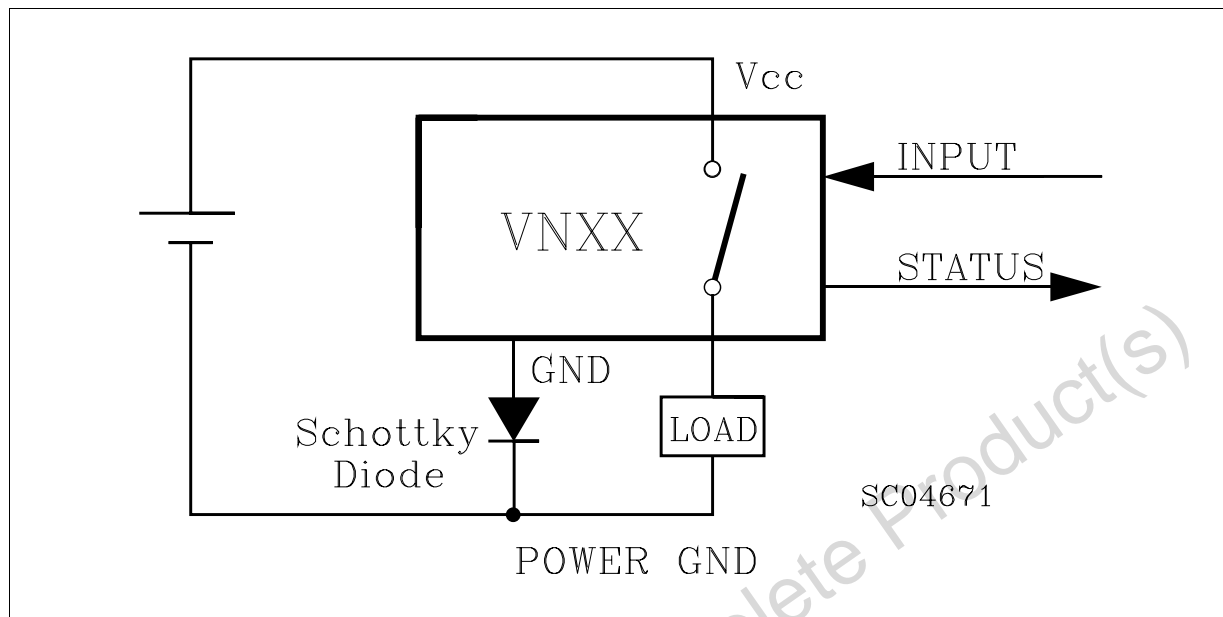 Vcc
INPUT
VNXX
STATUS
GND
Schottky
Diode
LOAD
SC04671
POWER GND
lete Product(s)